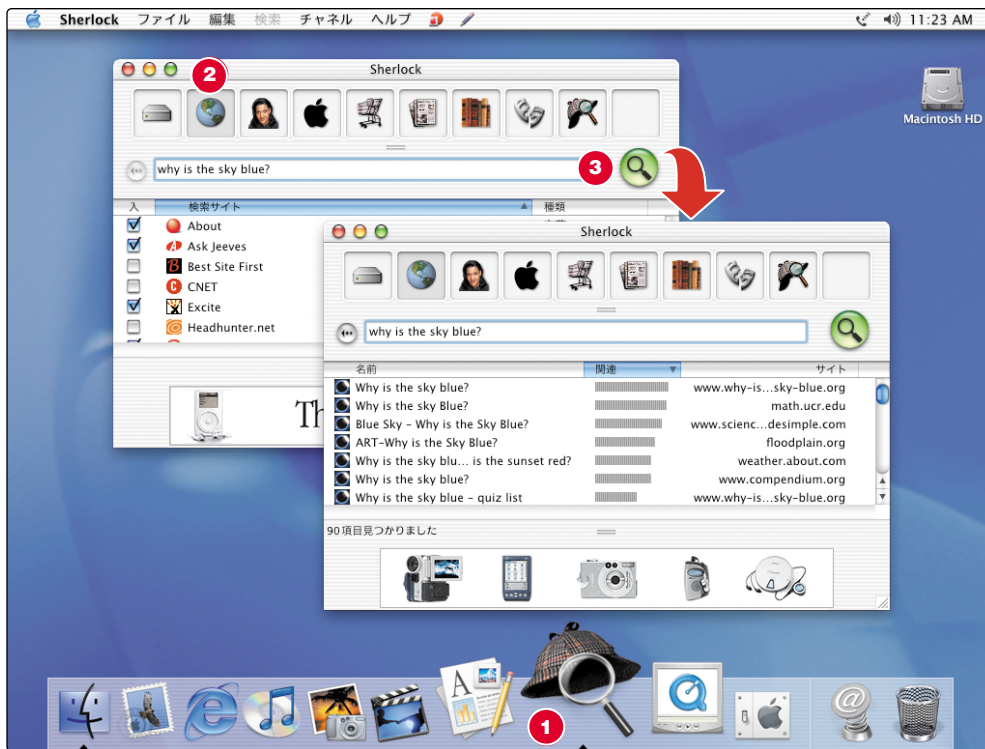 Sherlock ファイル 編集 検索 チャネル ヘルプ 11:23 AM
2
Sherlock
Macintosh HD
why is the sky blue?
3
入 検索サイト 種類
About
Ask Jeeves
Best Site First
CNET
Excite
Headhunter.net
Th
Sherlock
why is the sky blue?
名前 関連 サイト
Why is the sky blue? www.why-is...sky-blue.org
Why is the sky Blue? math.ucr.edu
Blue Sky - Why is the Sky Blue? www.scienc...desimple.com
ART-Why is the Sky Blue? floodplain.org
Why is the sky blu... is the sunset red? weather.about.com
Why is the sky blue? www.compendium.org
Why is the sky blue - quiz list www.why-is...sky-blue.org
90 項目見つかりました
1